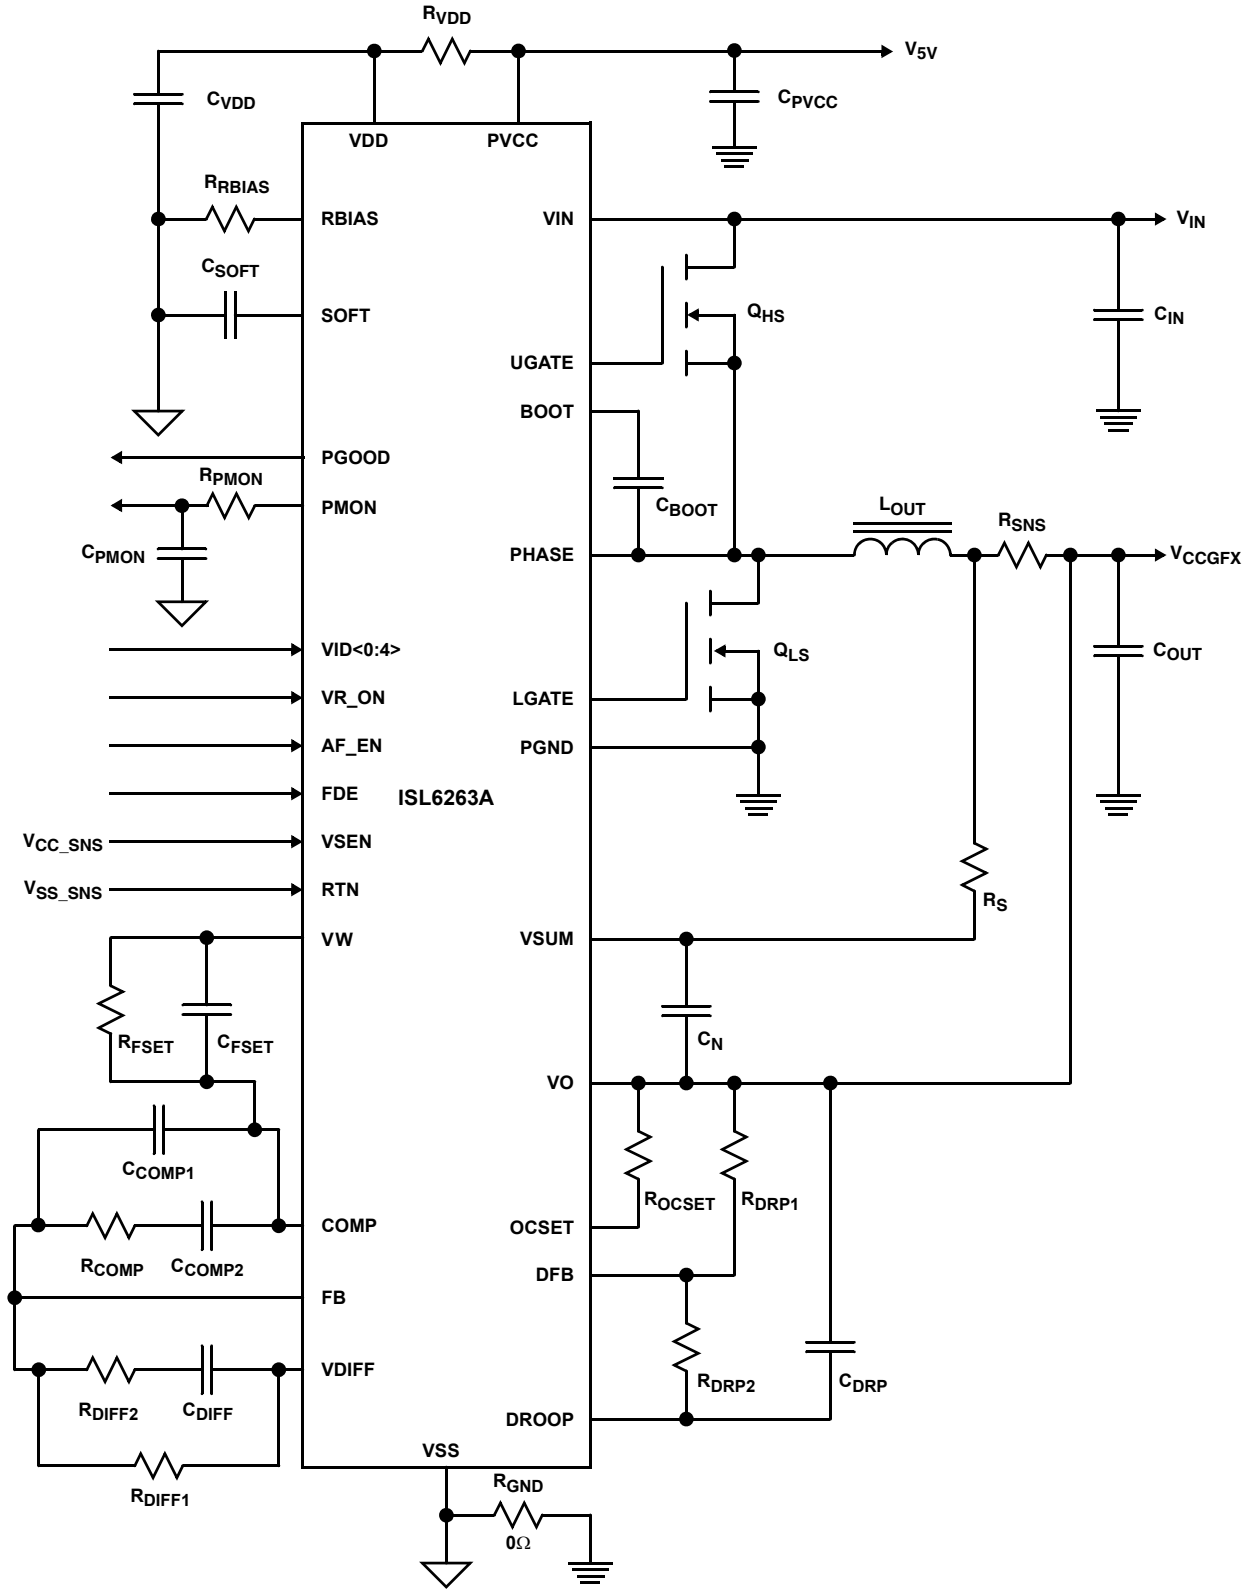 RVDD
V5V
CVDD
CPVCC
VDD
PVCC
RRBIAS
RBIAS
VIN
VIN
CSOFT
SOFT
QHS
CIN
UGATE
BOOT
PGOOD
RPMON
PMON
CBOOT
LOUT
RSNS
CPMON
PHASE
VCCGFX
VID<0:4>
QLS
COUT
VR_ON
LGATE
AF_EN
PGND
FDE
ISL6263A
VCC_SNS
VSEN
VSS_SNS
RTN
RS
VW
VSUM
RFSET
CFSET
CN
VO
CCOMP1
ROCSET
RDRP1
COMP
OCSET
RCOMP
CCOMP2
DFB
FB
VDIFF
RDRP2
CDRP
RDIFF2
CDIFF
DROOP
VSS
RDIFF1
RGND
0Ω